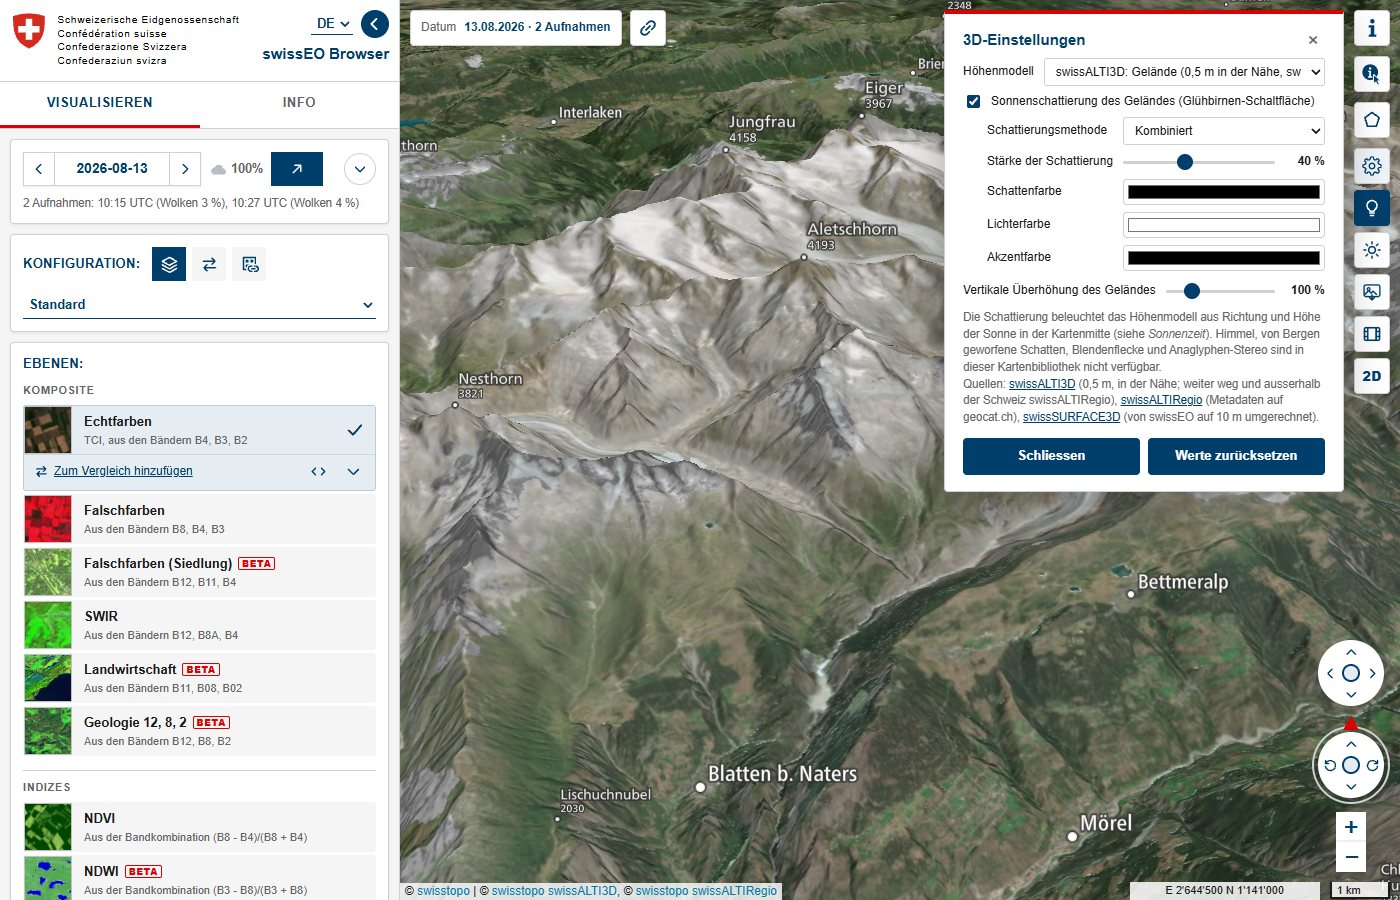 Schweizerische Eidgenossenschaft
Confédération suisse
Confederazione Svizzera
Confederaziun svizra
DE
swissEO Browser
VISUALISIEREN
INFO
2026-08-13
100%
2 Aufnahmen: 10:15 UTC (Wolken 3 %), 10:27 UTC (Wolken 4 %)
KONFIGURATION:
Standard
EBENEN:
KOMPOSITE
Echtfarben
TCI, aus den Bändern B4, B3, B2
Zum Vergleich hinzufügen
Falschfarben
Aus den Bändern B8, B4, B3
Falschfarben (Siedlung) BETA
Aus den Bändern B12, B11, B4
SWIR
Aus den Bändern B12, B8A, B4
Landwirtschaft BETA
Aus den Bändern B11, B08, B02
Geologie 12, 8, 2 BETA
Aus den Bändern B12, B8, B2
INDIZES
NDVI
Aus der Bandkombination (B8 - B4)/(B8 + B4)
NDWI BETA
Aus der Bandkombination (B3 - B8)/(B3 + B8)
Datum 13.08.2026 · 2 Aufnahmen
2348
Brier
Eiger
3967
Interlaken
Jungfrau
4158
thorn
Aletschhorn
4193
Nesthorn
3821
Bettmeralp
Blatten b. Naters
Lischuchnubel
2030
Mörel
3D-Einstellungen
Höhenmodell
swissALTI3D: Gelände (0,5 m in der Nähe, sw
Sonnenschattierung des Geländes (Glühbirnen-Schaltfläche)
Schattierungsmethode
Kombiniert
Stärke der Schattierung
40 %
Schattenfarbe
Lichterfarbe
Akzentfarbe
Vertikale Überhöhung des Geländes
100 %
Die Schattierung beleuchtet das Höhenmodell aus Richtung und Höhe
der Sonne in der Kartenmitte (siehe Sonnenzeit). Himmel, von Bergen
geworfene Schatten, Blendenflecke und Anaglyphen-Stereo sind in
dieser Kartenbibliothek nicht verfügbar.
Quellen: swissALTI3D (0,5 m, in der Nähe; weiter weg und ausserhalb
der Schweiz swissALTIRegio), swissALTIRegio (Metadaten auf
geocat.ch), swissSURFACE3D (von swissEO auf 10 m umgerechnet).
Schliessen
Werte zurücksetzen
2D
© swisstopo | © swisstopo swissALTI3D, © swisstopo swissALTIRegio
E 2'644'500 N 1'141'000
1 km